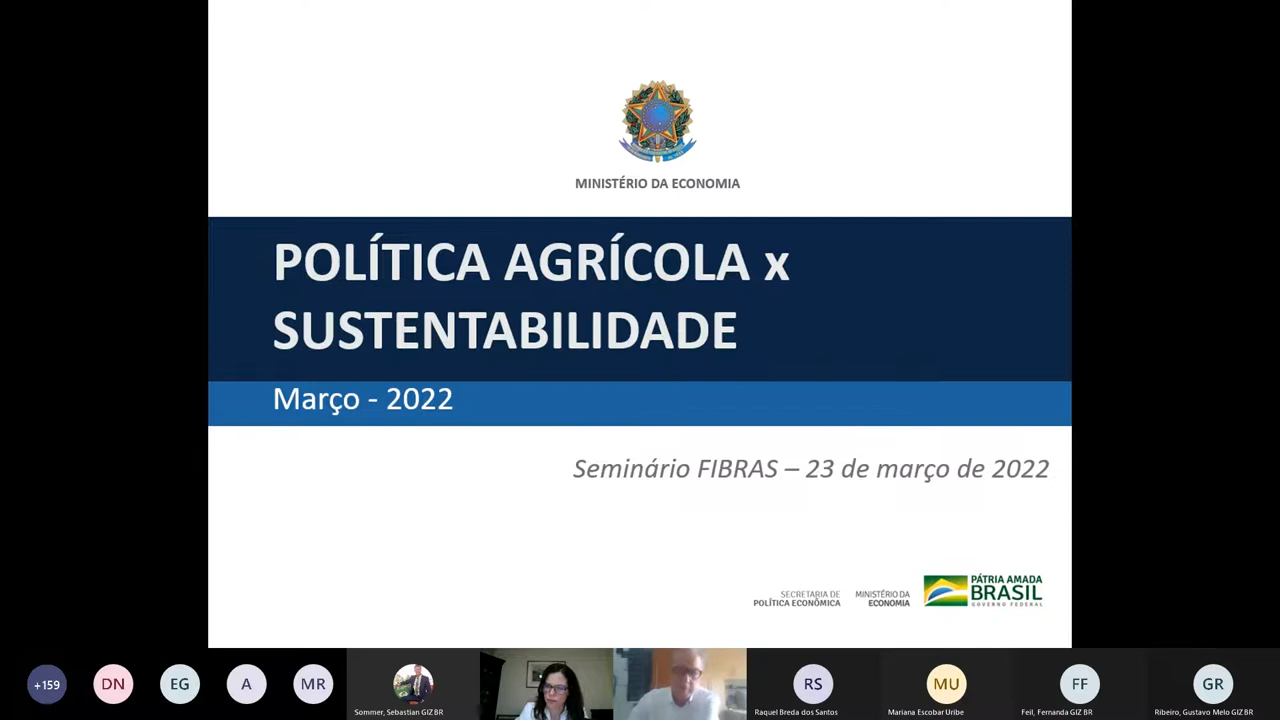 MINISTÉRIO DA ECONOMIA
POLÍTICA AGRÍCOLA x
SUSTENTABILIDADE
Março - 2022
Seminário FIBRAS – 23 de março de 2022
SECRETARIA DE
POLÍTICA ECONÔMICA
MINISTÉRIO DA
ECONOMIA
PÁTRIA AMADA
BRASIL
GOVERNO FEDERAL
+159
DN
EG
A
MR
Sommer, Sebastian GIZ BR
RS
Raquel Breda dos Santos
MU
Mariana Escobar Uribe
FF
Feil, Fernanda GIZ BR
GR
Ribeiro, Gustavo Melo GIZ BR